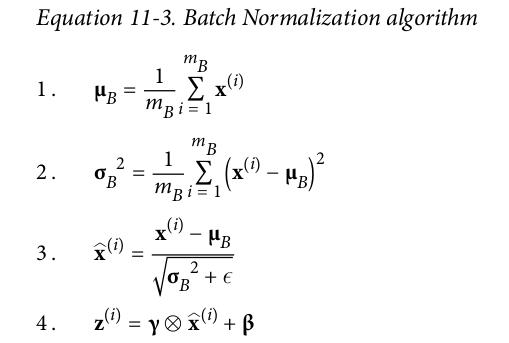 Equation 11-3. Batch Normalization algorithm
1. μ_B = 1/m_B ∑_{i = 1}^{m_B} x^(i)
2. σ_B² = 1/m_B ∑_{i = 1}^{m_B} (x^(i) − μ_B)²
3. x̂^(i) = (x^(i) − μ_B) / √(σ_B² + ϵ)
4. z^(i) = γ ⊗ x̂^(i) + β